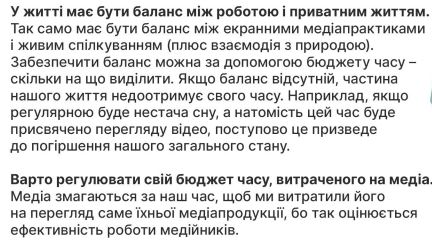 У житті має бути баланс між роботою і приватним життям.
Так само має бути баланс між екранними медіапрактиками
і живим спілкуванням (плюс взаємодія з природою).
Забезпечити баланс можна за допомогою бюджету часу –
скільки на що виділити. Якщо баланс відсутній, частина
нашого життя недоотримує свого часу. Наприклад, якщо
регулярною буде нестача сну, а натомість цей час буде
присвячено перегляду відео, поступово це призведе
до погіршення нашого загального стану.
Варто регулювати свій бюджет часу, витраченого на медіа.
Медіа змагаються за наш час, щоб ми витратили його
на перегляд саме їхньої медіапродукції, бо так оцінюється
ефективність роботи медійників.